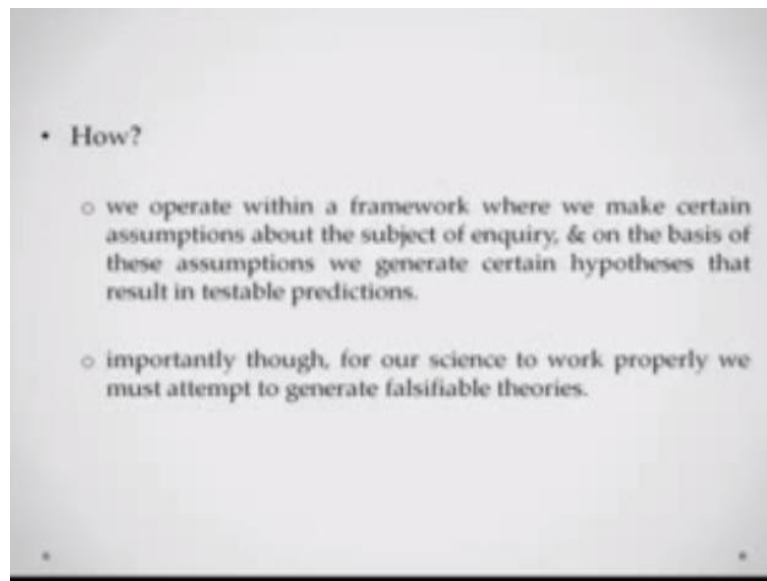 • How?
o we operate within a framework where we make certain
assumptions about the subject of enquiry, & on the basis of
these assumptions we generate certain hypotheses that
result in testable predictions.
o importantly though, for our science to work properly we
must attempt to generate falsifiable theories.